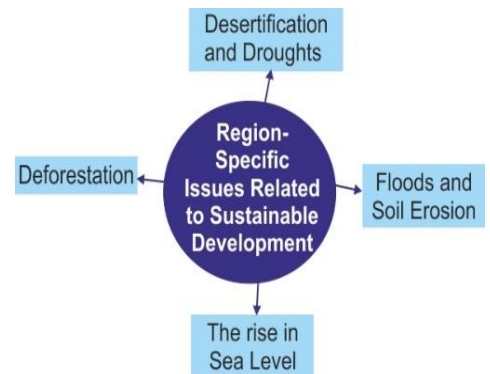 Desertification
and Droughts
Region-
Specific
Issues Related
to Sustainable
Development
Deforestation
Floods and
Soil Erosion
The rise in
Sea Level